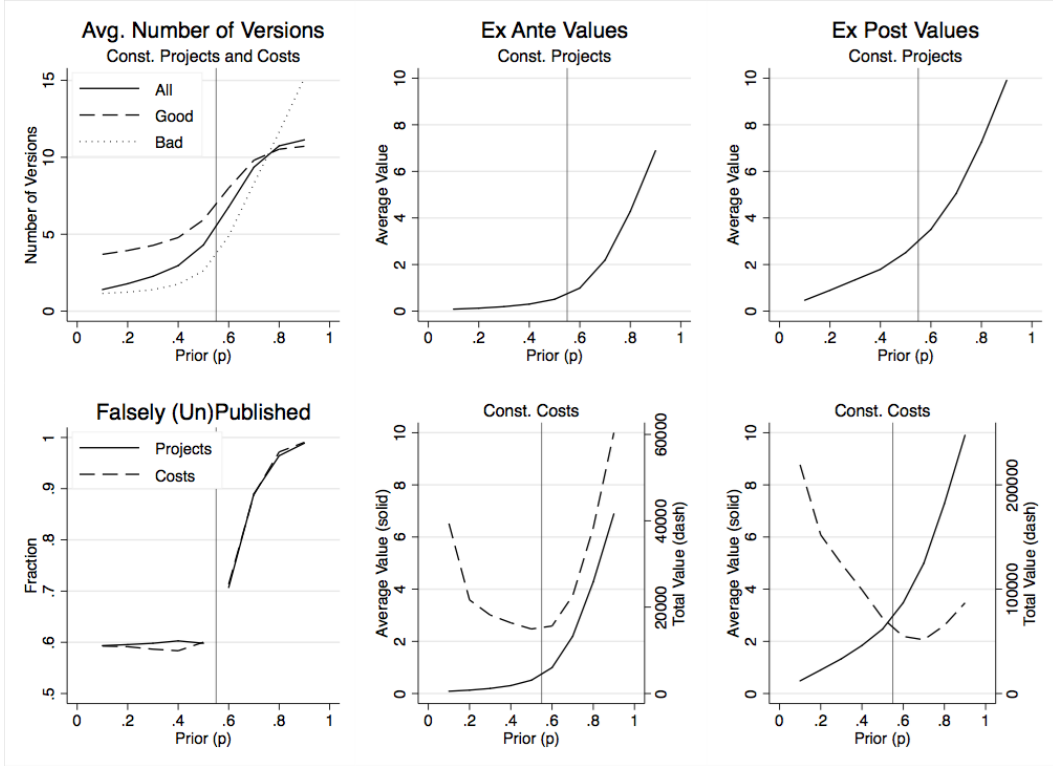 Avg. Number of Versions
Const. Projects and Costs
Number of Versions
15
10
5
0
All
Good
Bad
0 .2 .4 .6 .8 1
Prior (p)
Ex Ante Values
Const. Projects
Average Value
10
8
6
4
2
0
0 .2 .4 .6 .8 1
Prior (p)
Ex Post Values
Const. Projects
Average Value
10
8
6
4
2
0
0 .2 .4 .6 .8 1
Prior (p)
Falsely (Un)Published
Fraction
1
.9
.8
.7
.6
.5
Projects
Costs
0 .2 .4 .6 .8 1
Prior (p)
Const. Costs
Average Value (solid)
10
8
6
4
2
0
Total Value (dash)
60000
40000
20000
0
0 .2 .4 .6 .8 1
Prior (p)
Const. Costs
Average Value (solid)
10
8
6
4
2
0
Total Value (dash)
200000
100000
0
0 .2 .4 .6 .8 1
Prior (p)